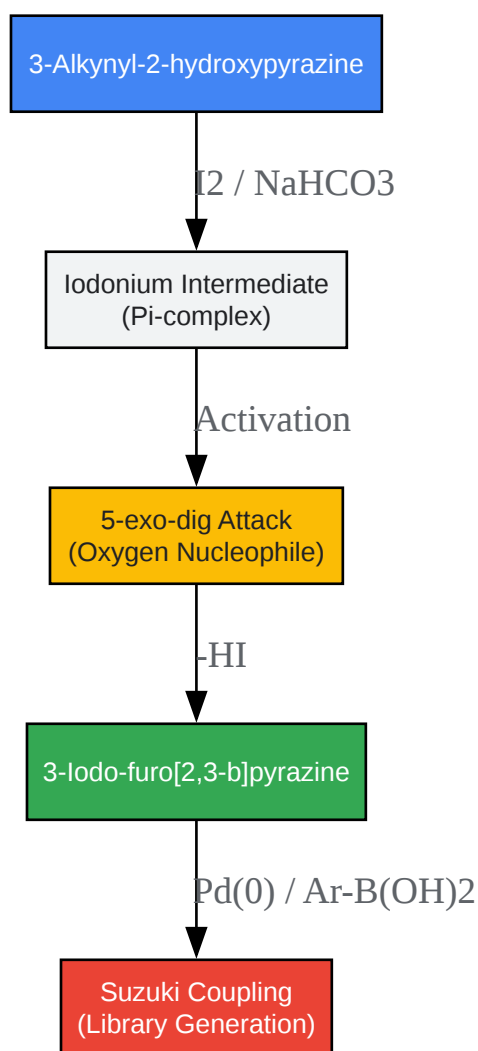 3-Alkynyl-2-hydroxypyrazine
I2 / NaHCO3
Iodonium Intermediate
(Pi-complex)
Activation
5-exo-dig Attack
(Oxygen Nucleophile)
-HI
3-Iodo-furo[2,3-b]pyrazine
Pd(0) / Ar-B(OH)2
Suzuki Coupling
(Library Generation)